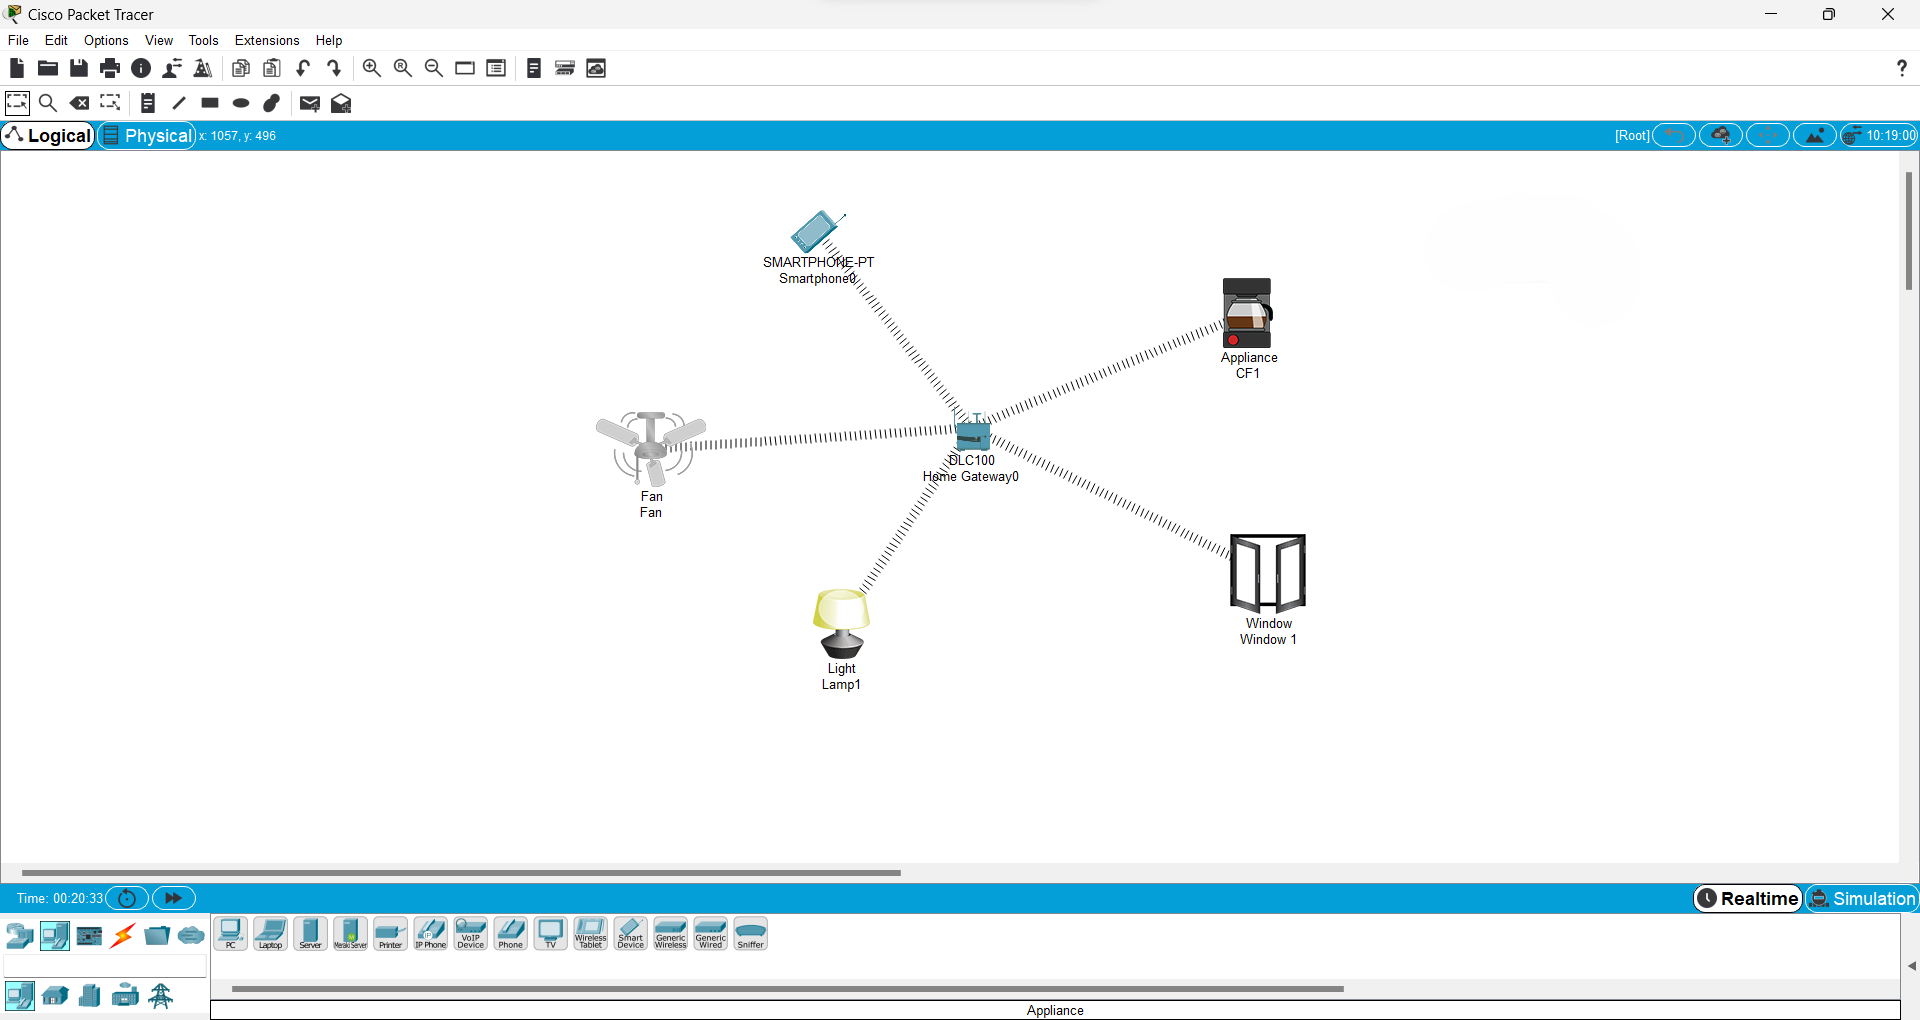 Cisco Packet Tracer
File Edit Options View Tools Extensions Help
?
Logical Physical x: 1057, y: 496 [Root] 10:19:00
SMARTPHONE-PT
Smartphone0
Appliance
CF1
DLC100
Home Gateway0
Fan
Fan
Window
Window 1
Light
Lamp1
Time: 00:20:33 Realtime Simulation
PC Laptop Server Meraki Server Printer IP Phone VoIP Device Phone TV Wireless Tablet Smart Device Generic Wireless Generic Wired Sniffer
Appliance